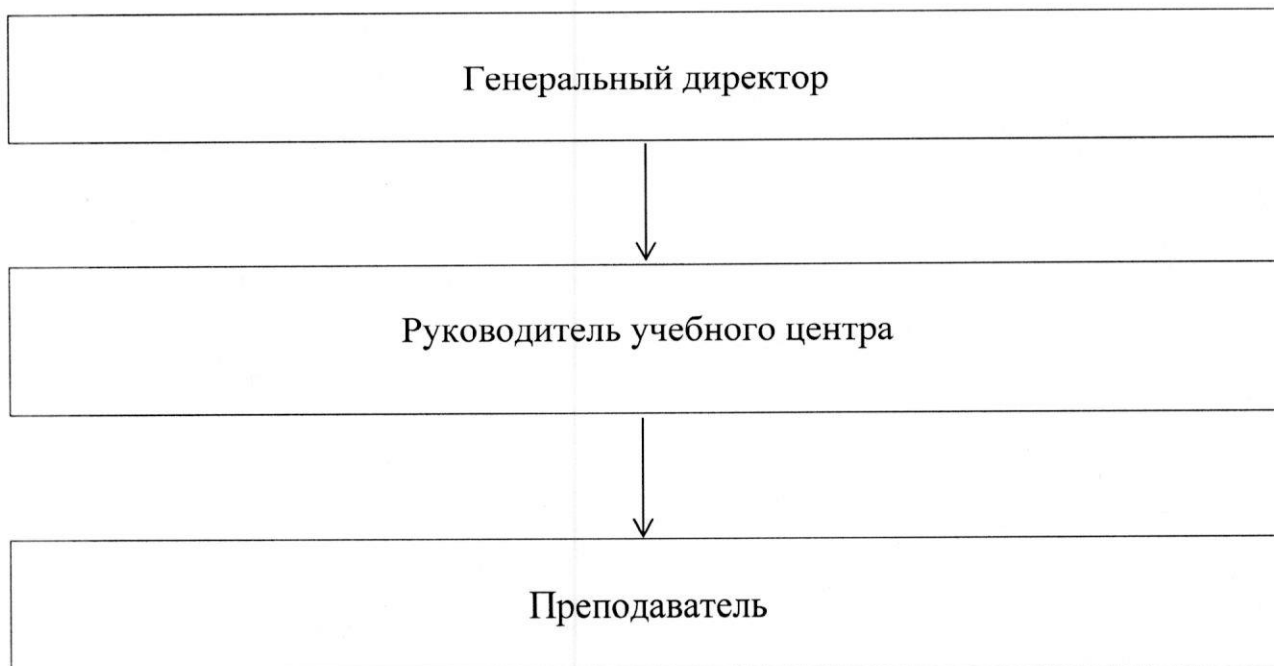 Генеральный директор
Руководитель учебного центра
Преподаватель